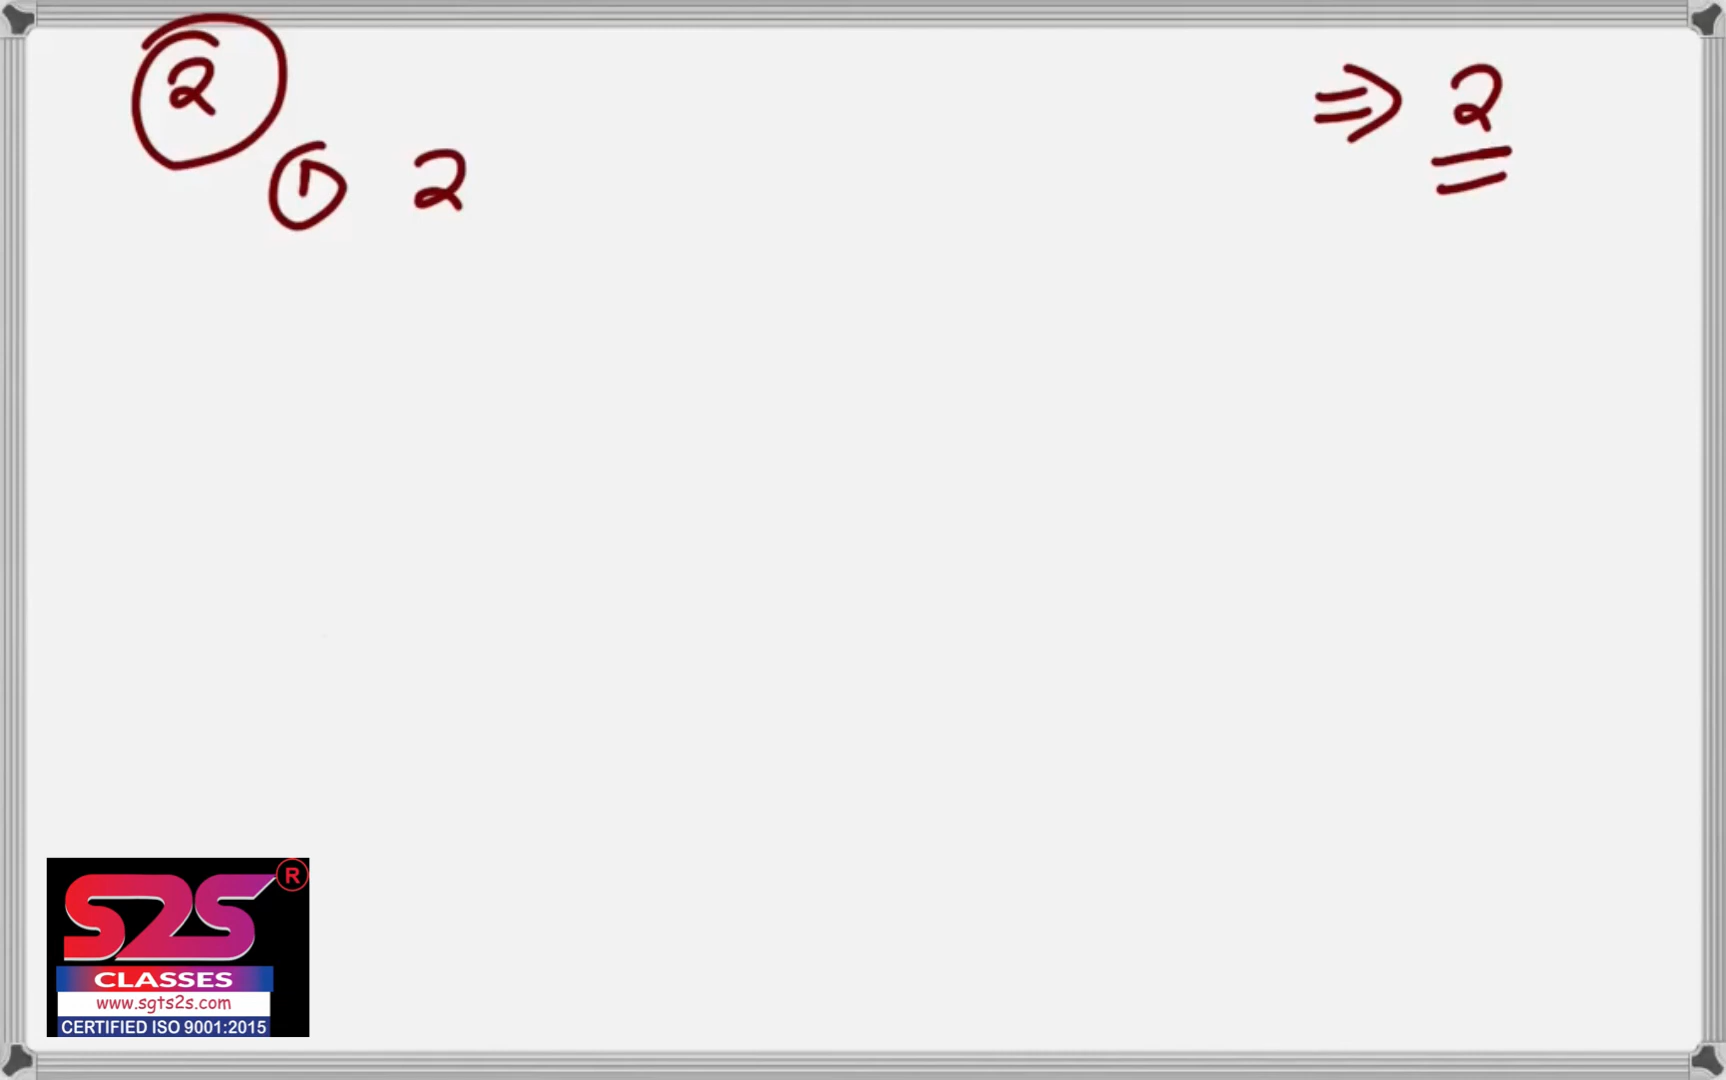 ② ⇒ 2
① 2
S2S ®
CLASSES
www.sgts2s.com
CERTIFIED ISO 9001:2015